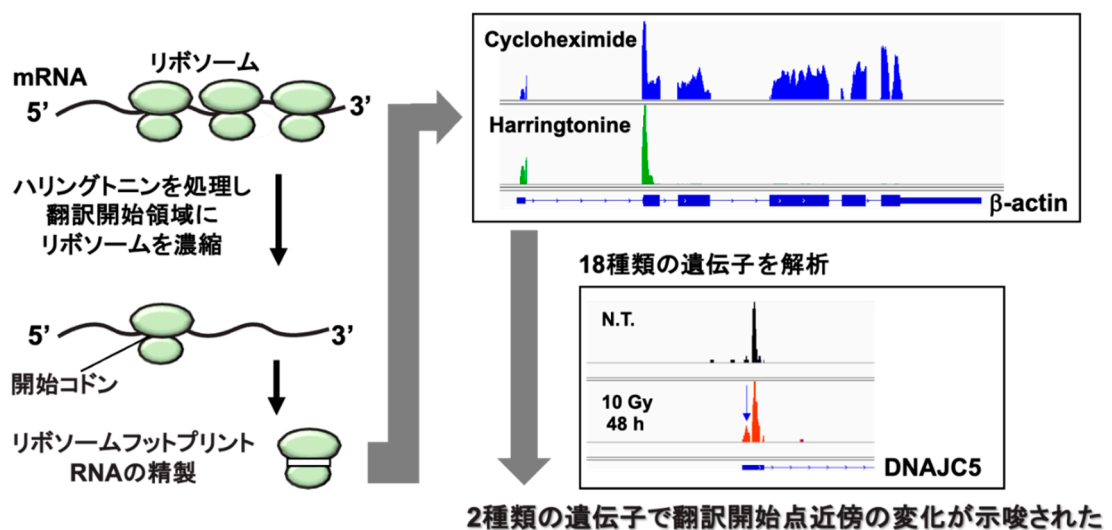 リボソーム
mRNA
5’
3’
ハリングトニンを処理し
翻訳開始領域に
リボソームを濃縮
5’
3’
開始コドン
リボソームフットプリント
RNAの精製
Cycloheximide
Harringtonine
β-actin
18種類の遺伝子を解析
N.T.
10 Gy
48 h
DNAJC5
2種類の遺伝子で翻訳開始点近傍の変化が示唆された